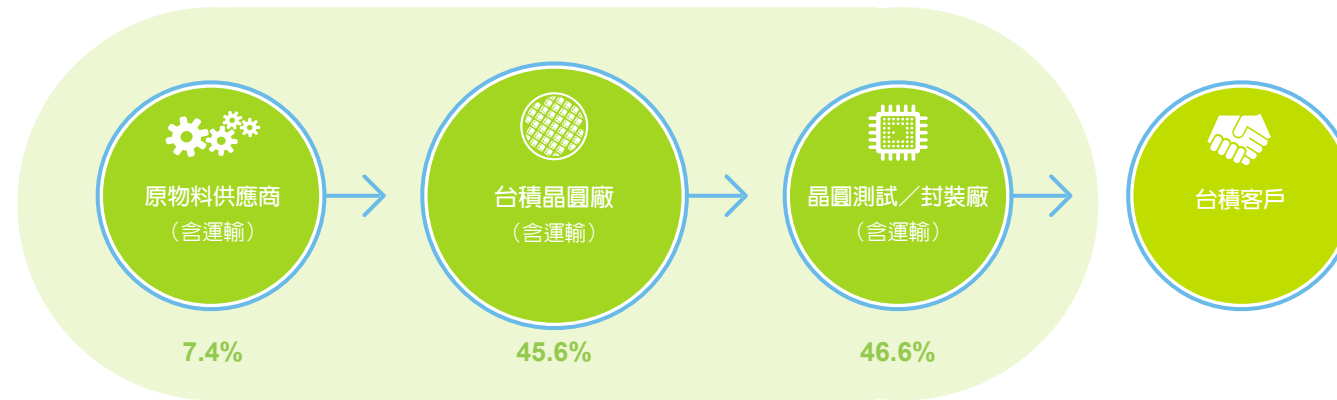 原物料供應商
（含運輸）
7.4%
台積晶圓廠
（含運輸）
45.6%
晶圓測試／封裝廠
（含運輸）
46.6%
台積客戶